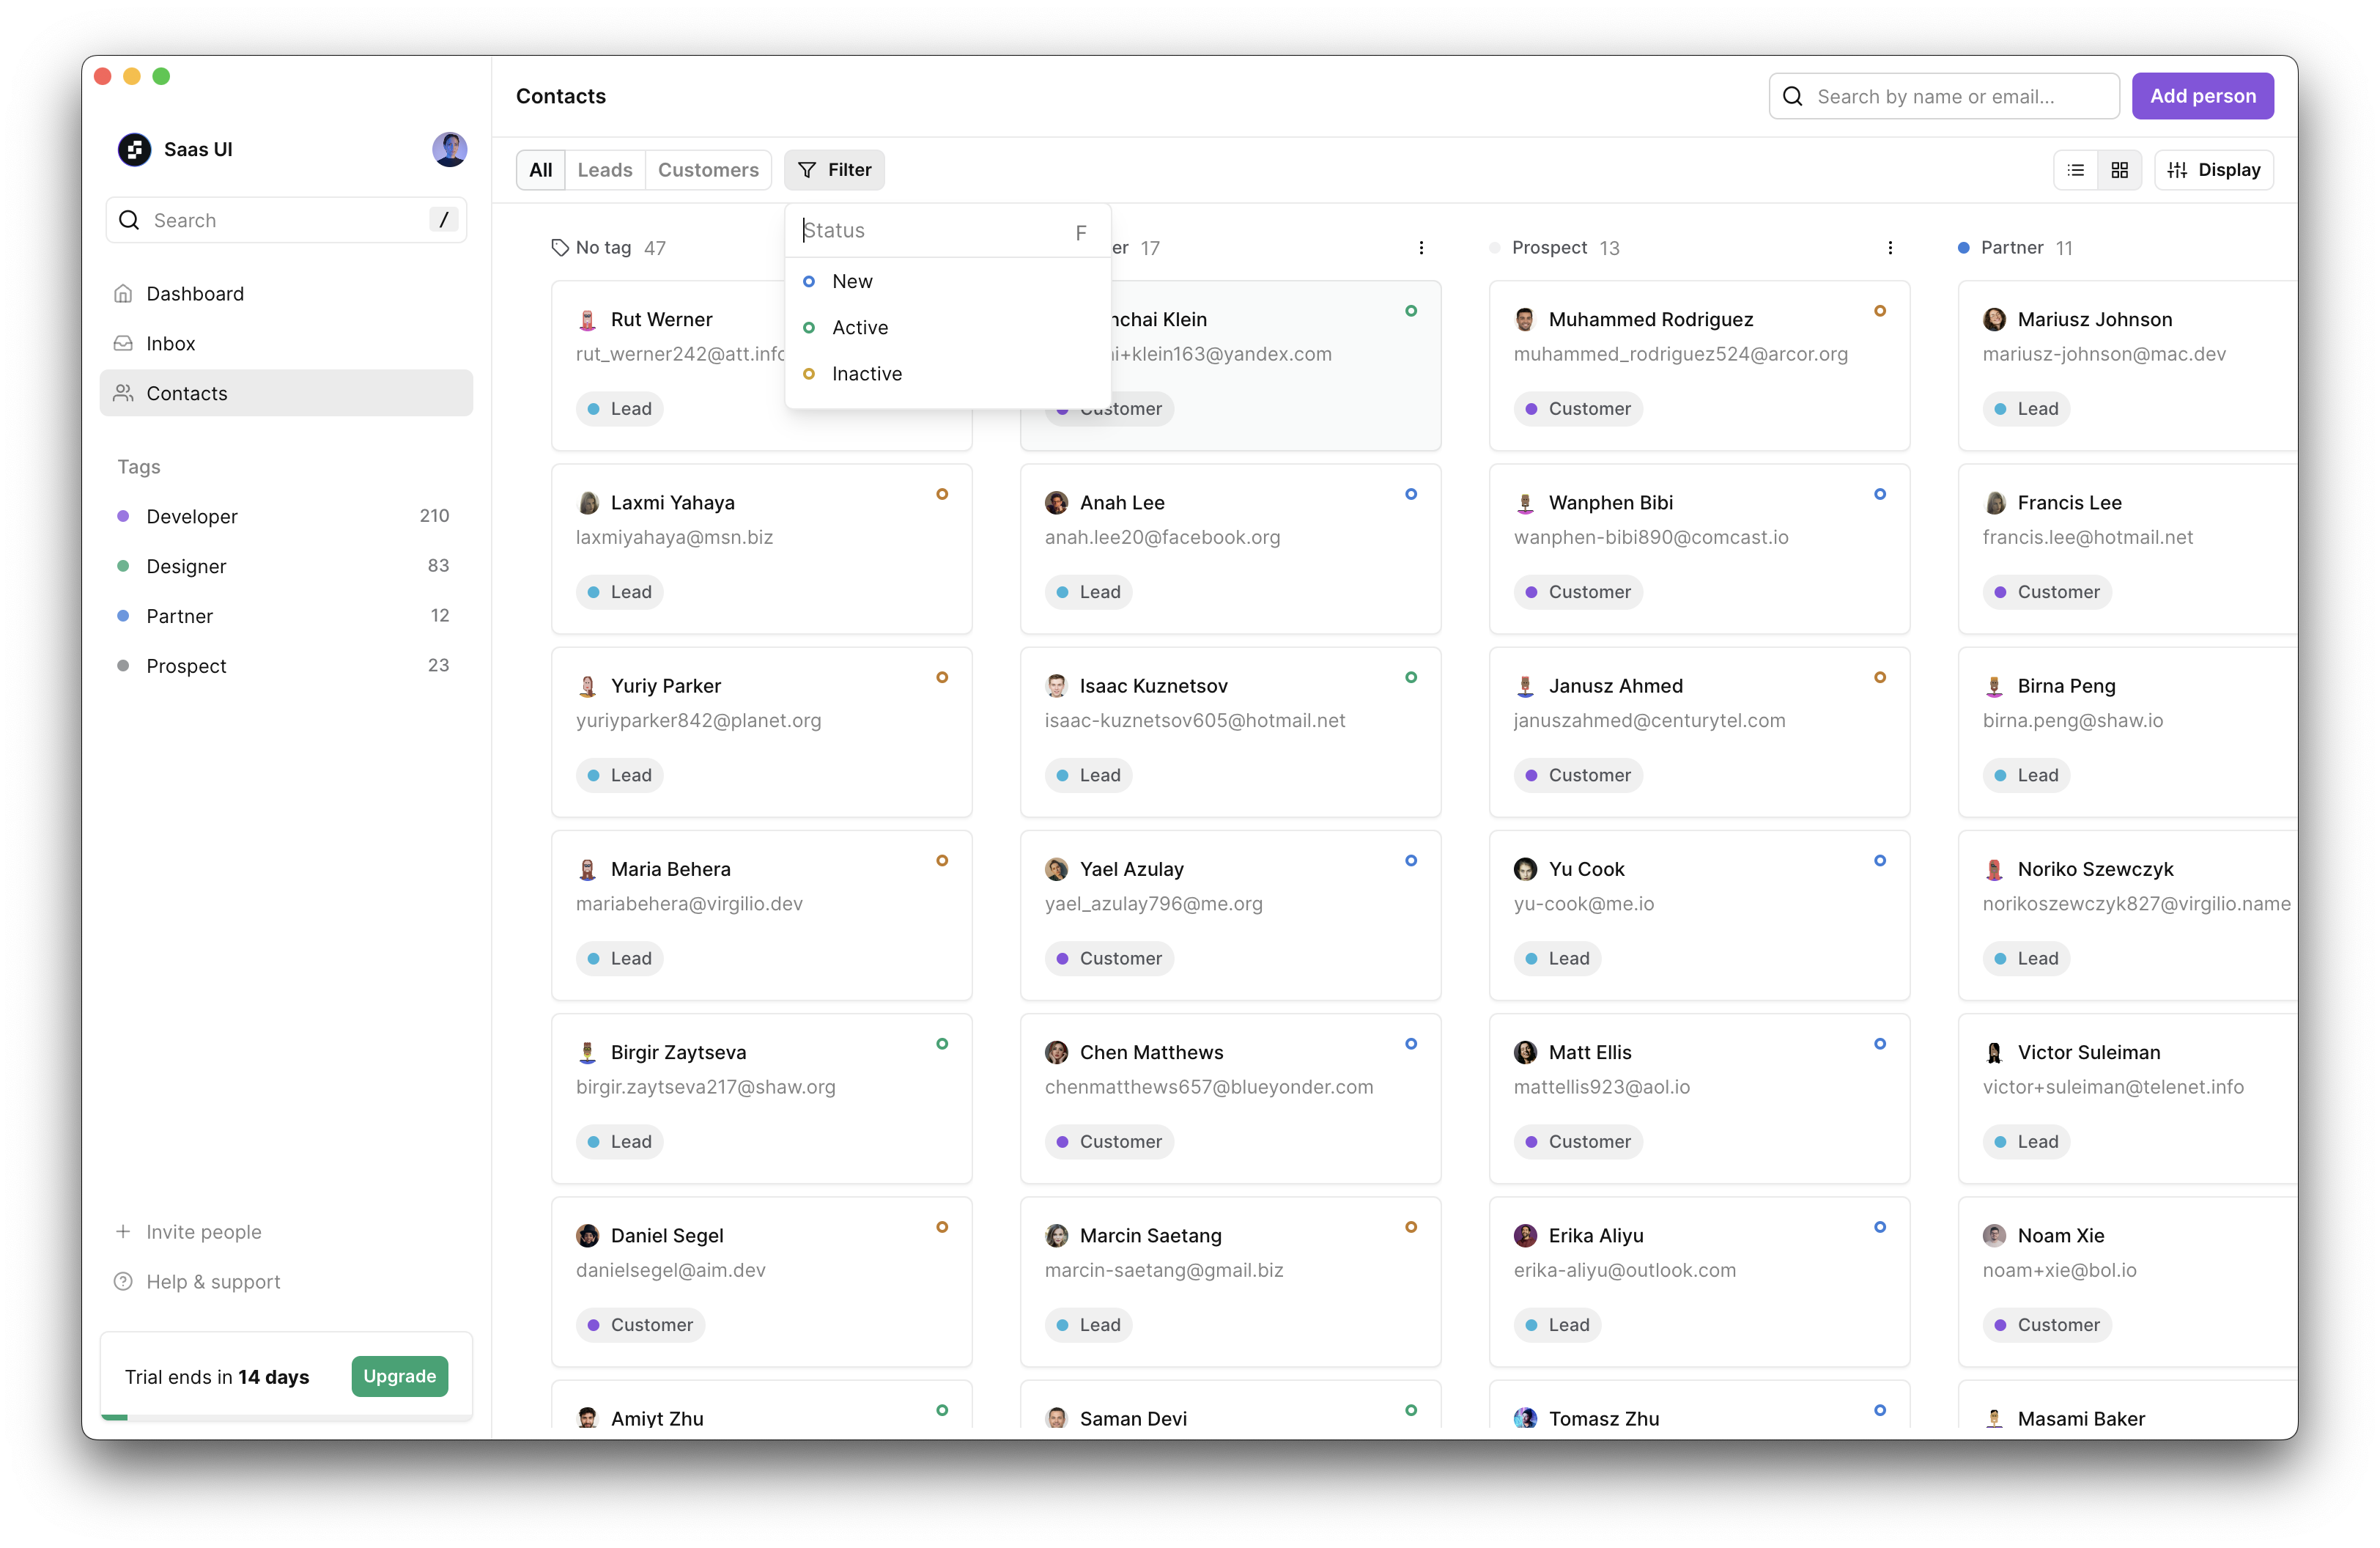 Contacts
Search by name or email...
Add person
Saas UI
Search
/
Dashboard
Inbox
Contacts
Tags
Developer 210
Designer 83
Partner 12
Prospect 23
Invite people
Help & support
Trial ends in 14 days
Upgrade
All
Leads
Customers
Filter
Display
Status F
New
Active
Inactive
No tag 47
Rut Werner
Lead
Laxmi Yahaya
laxmiyahaya@msn.biz
Lead
Yuriy Parker
yuriyparker842@planet.org
Lead
Maria Behera
mariabehera@virgilio.dev
Lead
Birgir Zaytseva
birgir.zaytseva217@shaw.org
Lead
Daniel Segel
danielsegel@aim.dev
Customer
Amiyt Zhu
17
Klein
Customer
Anah Lee
anah.lee20@facebook.org
Lead
Isaac Kuznetsov
isaac-kuznetsov605@hotmail.net
Lead
Yael Azulay
yael_azulay796@me.org
Customer
Chen Matthews
chenmatthews657@blueyonder.com
Customer
Marcin Saetang
marcin-saetang@gmail.biz
Lead
Saman Devi
Prospect 13
Muhammed Rodriguez
muhammed_rodriguez524@arcor.org
Customer
Wanphen Bibi
wanphen-bibi890@comcast.io
Customer
Janusz Ahmed
januszahmed@centurytel.com
Customer
Yu Cook
yu-cook@me.io
Lead
Matt Ellis
mattellis923@aol.io
Customer
Erika Aliyu
erika-aliyu@outlook.com
Lead
Tomasz Zhu
Partner 11
Mariusz Johnson
mariusz-johnson@mac.dev
Lead
Francis Lee
francis.lee@hotmail.net
Customer
Birna Peng
birna.peng@shaw.io
Lead
Noriko Szewczyk
norikoszewczyk827@virgilio.name
Lead
Victor Suleiman
victor+suleiman@telenet.info
Lead
Noam Xie
noam+xie@bol.io
Customer
Masami Baker